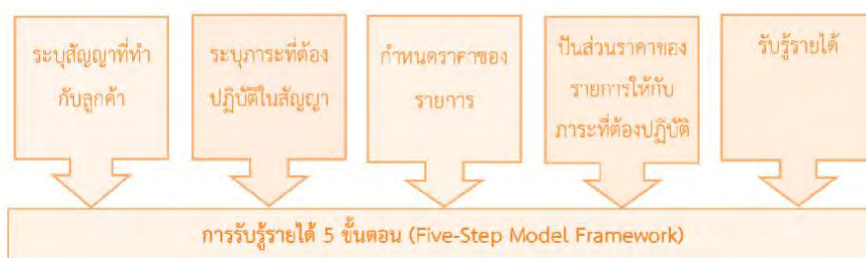 ระบุสัญญาที่ทำ
กับลูกค้า
ระบุภาระที่ต้อง
ปฏิบัติในสัญญา
กำหนดราคาของ
รายการ
ปันส่วนราคาของ
รายการให้กับ
ภาระที่ต้องปฏิบัติ
รับรู้รายได้
การรับรู้รายได้ 5 ขั้นตอน (Five-Step Model Framework)